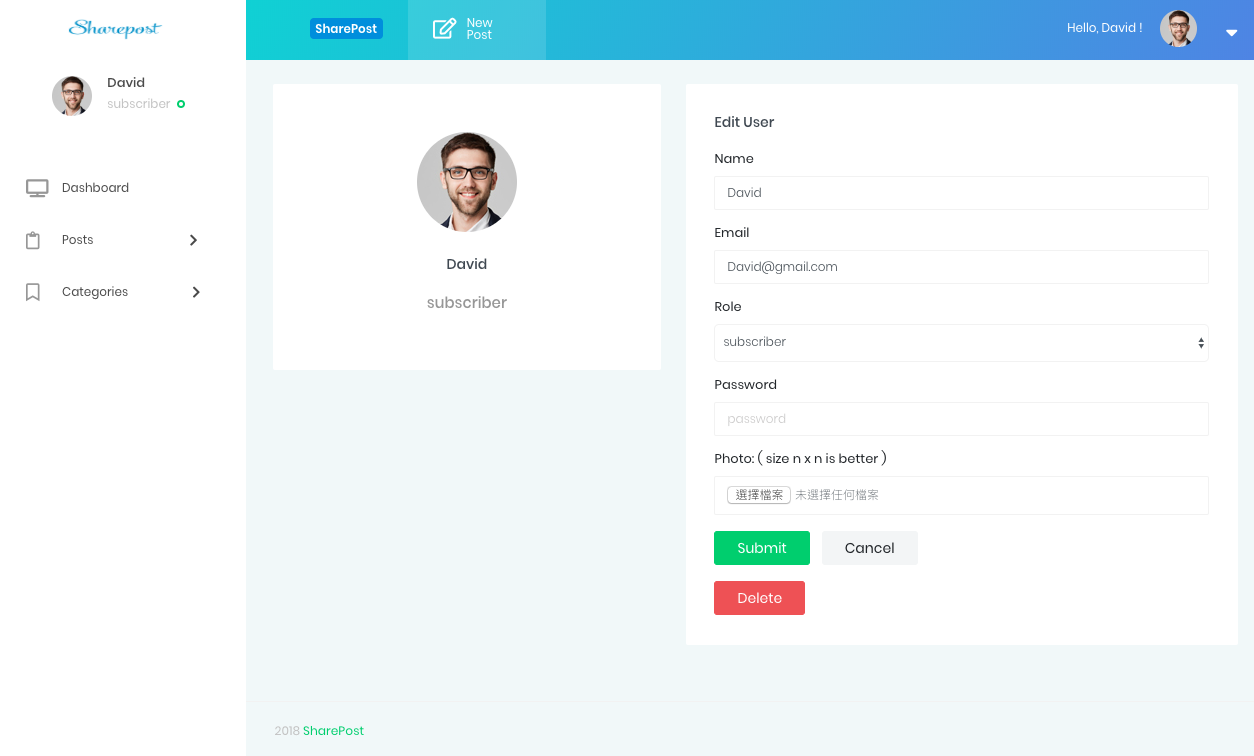 Sharepost
David
subscriber
Dashboard
Posts
Categories
SharePost
New
Post
Hello, David !
David
subscriber
Edit User
Name
David
Email
David@gmail.com
Role
subscriber
Password
password
Photo: ( size n x n is better )
選擇檔案 未選擇任何檔案
Submit Cancel
Delete
2018 SharePost